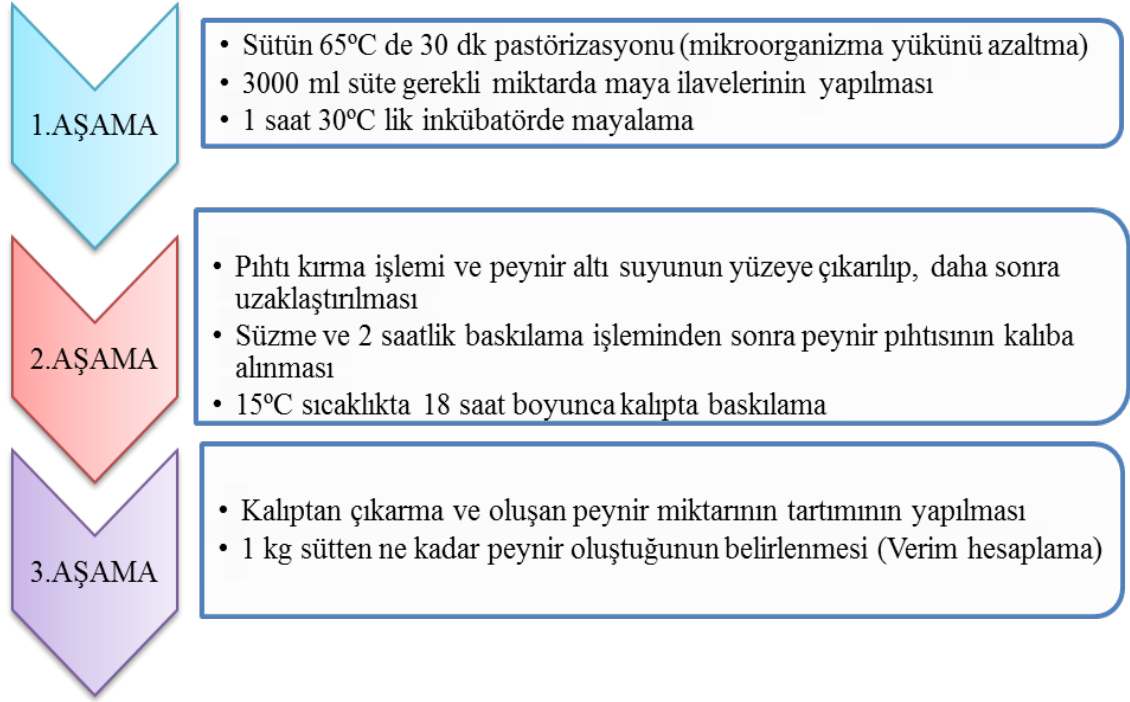 1.AŞAMA
• Sütün 65ºC de 30 dk pastörizasyonu (mikroorganizma yükünü azaltma)
• 3000 ml süte gerekli miktarda maya ilavelerinin yapılması
• 1 saat 30ºC lik inkübatörde mayalama
2.AŞAMA
• Pıhtı kırma işlemi ve peynir altı suyunun yüzeye çıkarılıp, daha sonra
uzaklaştırılması
• Süzme ve 2 saatlik baskılama işleminden sonra peynir pıhtısının kalıba
alınması
• 15ºC sıcaklıkta 18 saat boyunca kalıpta baskılama
3.AŞAMA
• Kalıptan çıkarma ve oluşan peynir miktarının tartımının yapılması
• 1 kg sütten ne kadar peynir oluştuğunun belirlenmesi (Verim hesaplama)